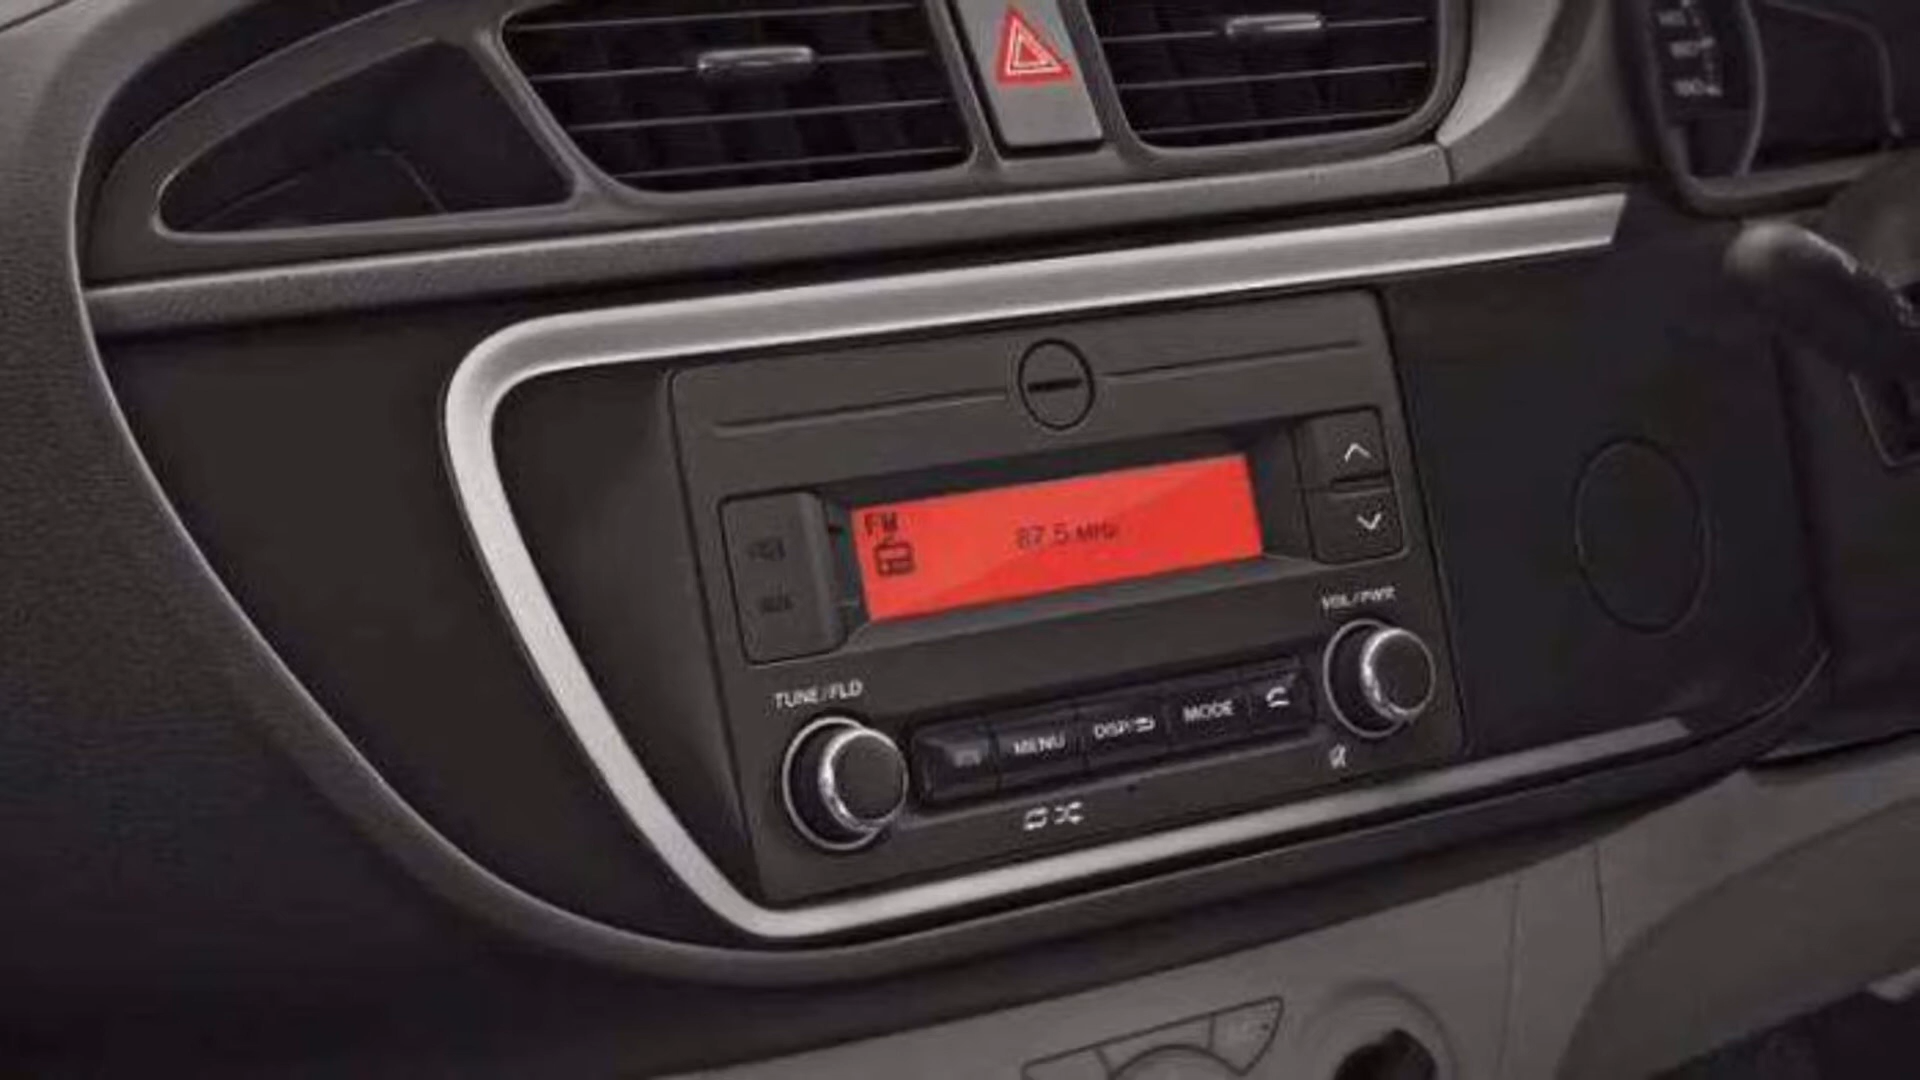 FM
87.5 MHz
VOL/PWR
TUNE/FLD
MENU
DISP/
MODE